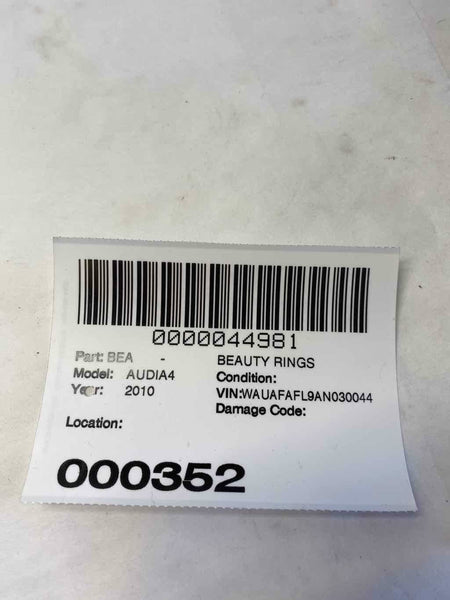 0000044981
Part: BEA - BEAUTY RINGS
Model: AUDIA4 Condition:
Year: 2010 VIN:WAUAFAFL9AN030044
Damage Code:
Location:
000352